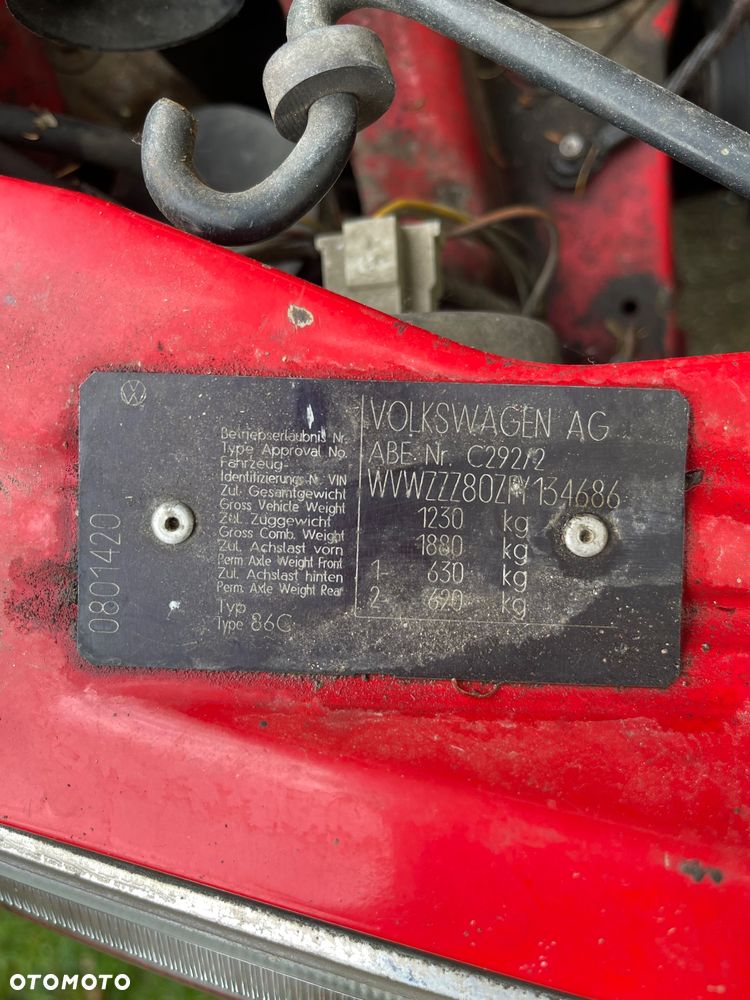 VOLKSWAGEN AG
Betriebserlaubnis Nr.
Type Approval No. ABE Nr. C292/2
Fahrzeug-
Identifizierungs-Nr. VIN WVWZZZ80ZPY134686
Zul. Gesamtgewicht
Gross Vehicle Weight 1230 kg
Zul. Zuggewicht
Gross Comb. Weight 1880 kg
Zul. Achslast vorn
Perm. Axle Weight Front 1- 630 kg
Zul. Achslast hinten
Perm. Axle Weight Rear 2- 620 kg
Typ
Type 86C
0801420
OTOMOTO